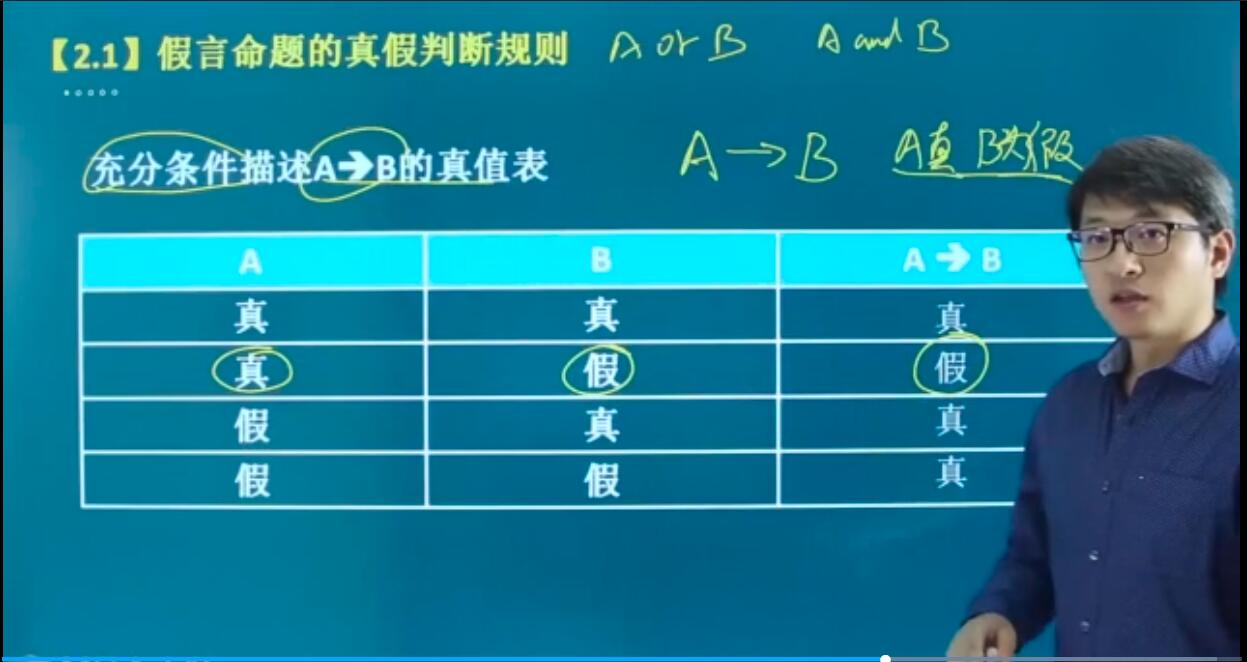 【2.1】假言命题的真假判断规则 A or B A and B
充分条件描述A➔B的真值表 A→B A真 B为假
A B A ➔ B
真 真 真
真 假 假
假 真 真
假 假 真